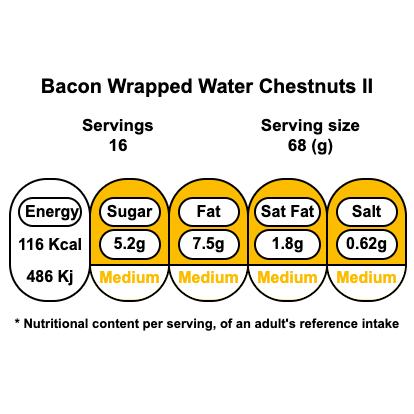 Bacon Wrapped Water Chestnuts II
Servings Serving size
16 68 (g)
Energy Sugar Fat Sat Fat Salt
116 Kcal 5.2g 7.5g 1.8g 0.62g
486 Kj Medium Medium Medium Medium
* Nutritional content per serving, of an adult's reference intake